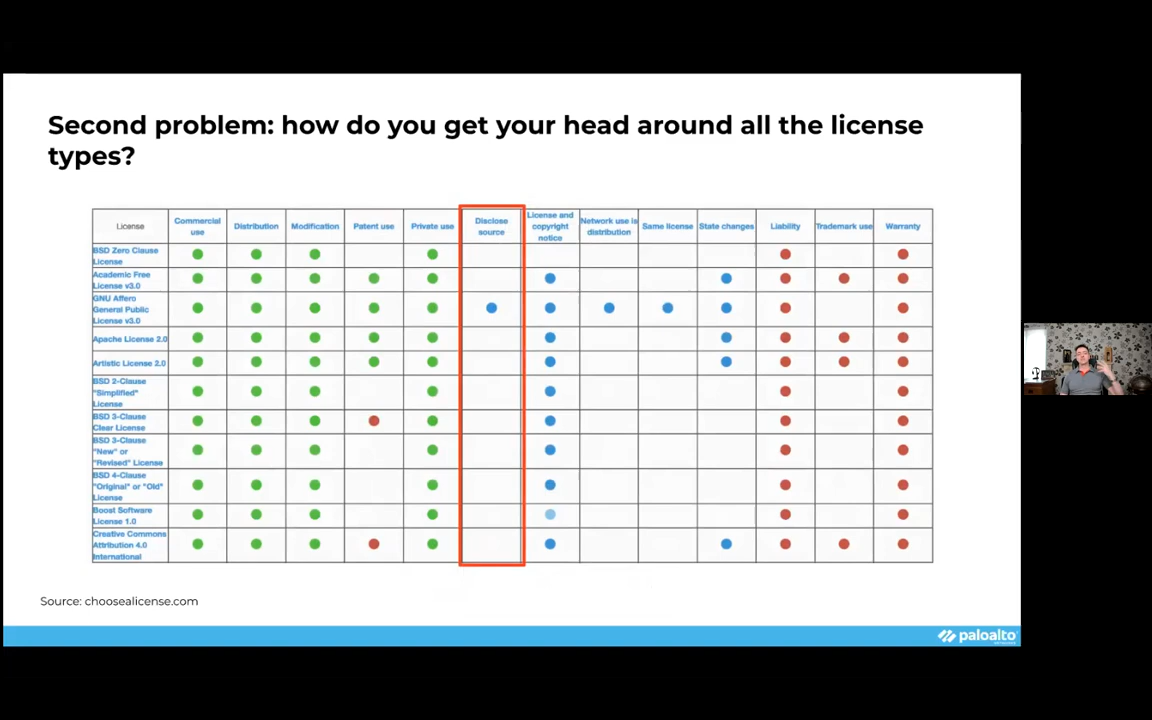 Second problem: how do you get your head around all the license
types?
License
Commercial
use
Distribution
Modification
Patent use
Private use
Disclose
source
License and
copyright
notice
Network use is
distribution
Same license
State changes
Liability
Trademark use
Warranty
BSD Zero Clause
License
Academic Free
License v3.0
GNU Affero
General Public
License v3.0
Apache License 2.0
Artistic License 2.0
BSD 2-Clause
"Simplified"
License
BSD 3-Clause
Clear License
BSD 3-Clause
"New" or
"Revised" License
BSD 4-Clause
"Original" or "Old"
License
Boost Software
License 1.0
Creative Commons
Attribution 4.0
International
Source: choosealicense.com
paloalto